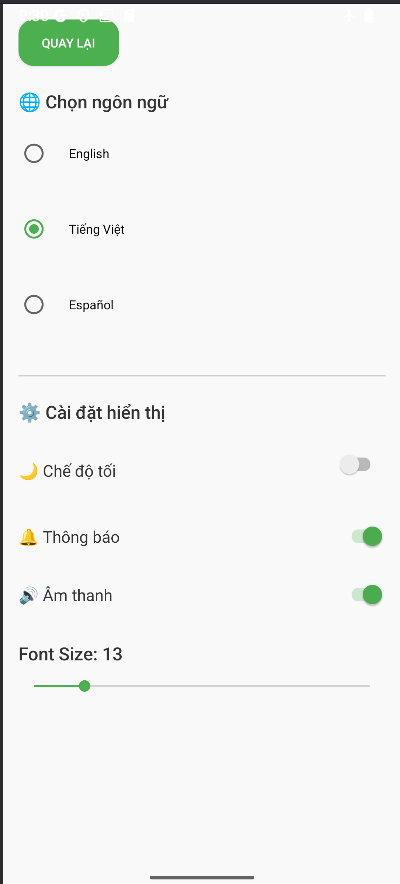 QUAY LẠI
🌐 Chọn ngôn ngữ
English
Tiếng Việt
Español
⚙️ Cài đặt hiển thị
🌙 Chế độ tối
🔔 Thông báo
🔊 Âm thanh
Font Size: 13